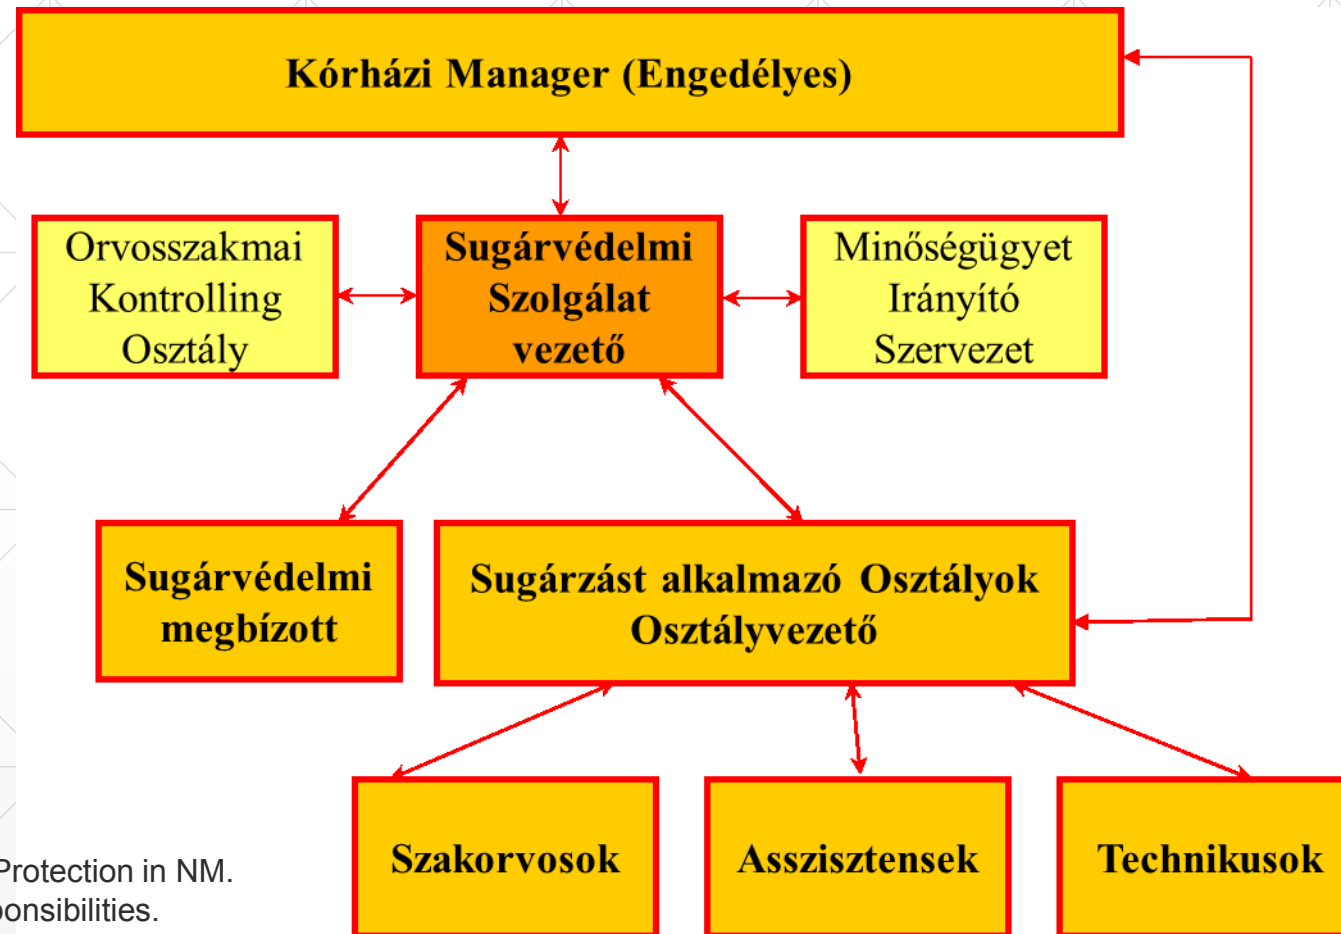 Kórházi Manager (Engedélyes)
Orvosszakmai
Kontrolling
Osztály
Sugárvédelmi
Szolgálat
vezető
Minőségügyet
Irányító
Szervezet
Sugárvédelmi
megbízott
Sugárzást alkalmazó Osztályok
Osztályvezető
Szakorvosok
Asszisztensek
Technikusok
Protection in NM.
onsibilities.